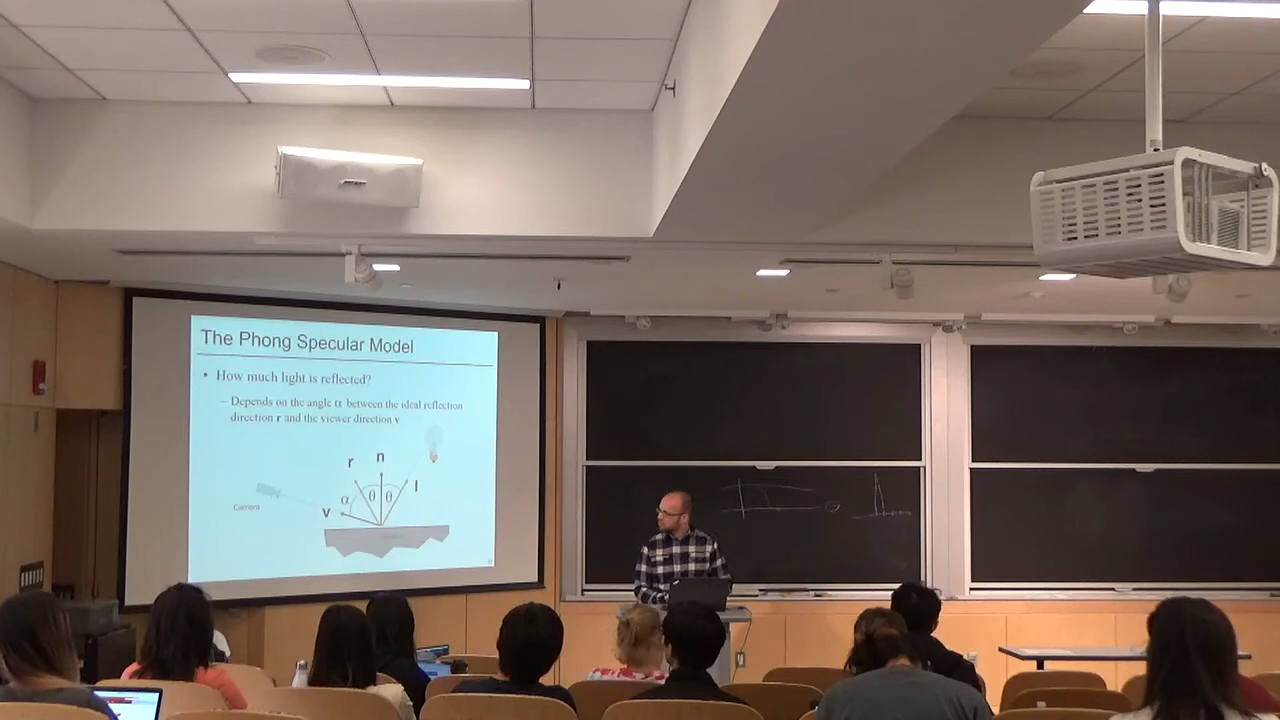 The Phong Specular Model
• How much light is reflected?
– Depends on the angle α between the ideal reflection
direction r and the viewer direction v
n
r
l
α
θ
θ
v
Camera